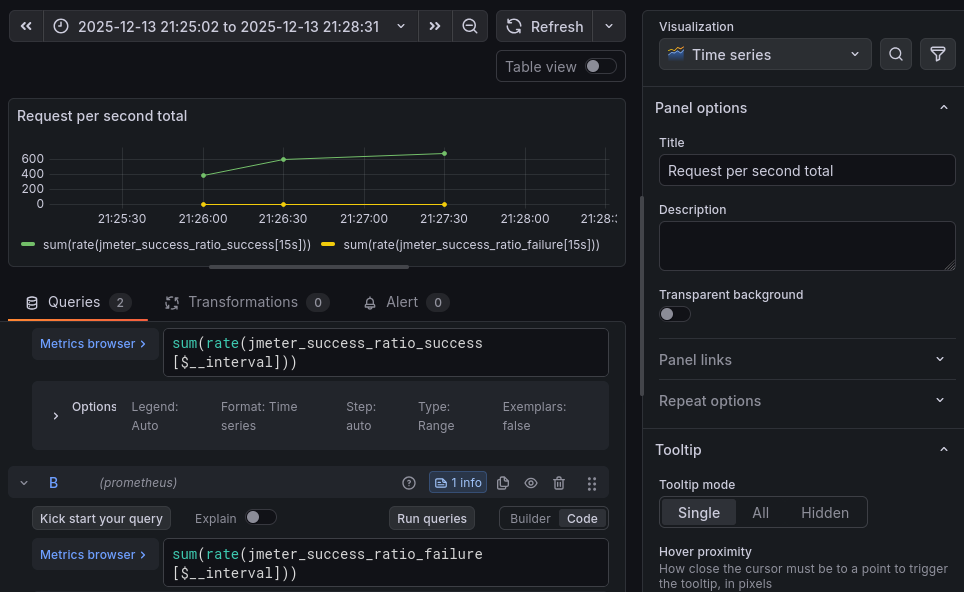 2025-12-13 21:25:02 to 2025-12-13 21:28:31
Refresh
Table view
Request per second total
600
400
200
0
21:25:30 21:26:00 21:26:30 21:27:00 21:27:30 21:28:00 21:28:
sum(rate(jmeter_success_ratio_success[15s])) sum(rate(jmeter_success_ratio_failure[15s]))
Queries 2 Transformations 0 Alert 0
Metrics browser >
sum(rate(jmeter_success_ratio_success
[$__interval]))
Options
Legend: Auto
Format: Time series
Step: auto
Type: Range
Exemplars: false
B (prometheus) 1 info
Kick start your query Explain Run queries Builder Code
Metrics browser >
sum(rate(jmeter_success_ratio_failure
[$__interval]))
Visualization
Time series
Panel options
Title
Request per second total
Description
Transparent background
Panel links
Repeat options
Tooltip
Tooltip mode
Single All Hidden
Hover proximity
How close the cursor must be to a point to trigger
the tooltip, in pixels